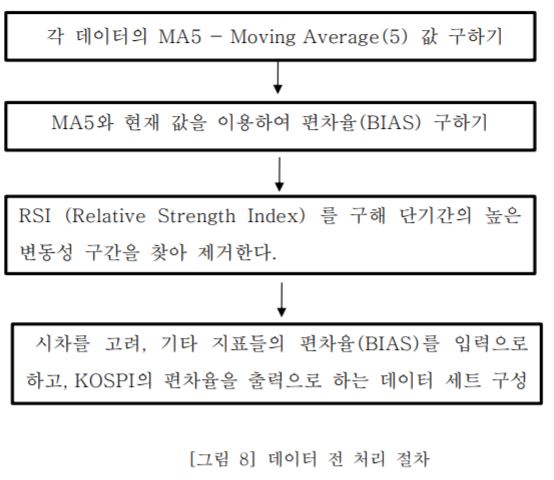 각 데이터의 MA5 - Moving Average(5) 값 구하기
MA5와 현재 값을 이용하여 편차율(BIAS) 구하기
RSI (Relative Strength Index) 를 구해 단기간의 높은
변동성 구간을 찾아 제거한다.
시차를 고려, 기타 지표들의 편차율(BIAS)를 입력으로
하고, KOSPI의 편차율을 출력으로 하는 데이터 세트 구성
[그림 8] 데이터 전 처리 절차